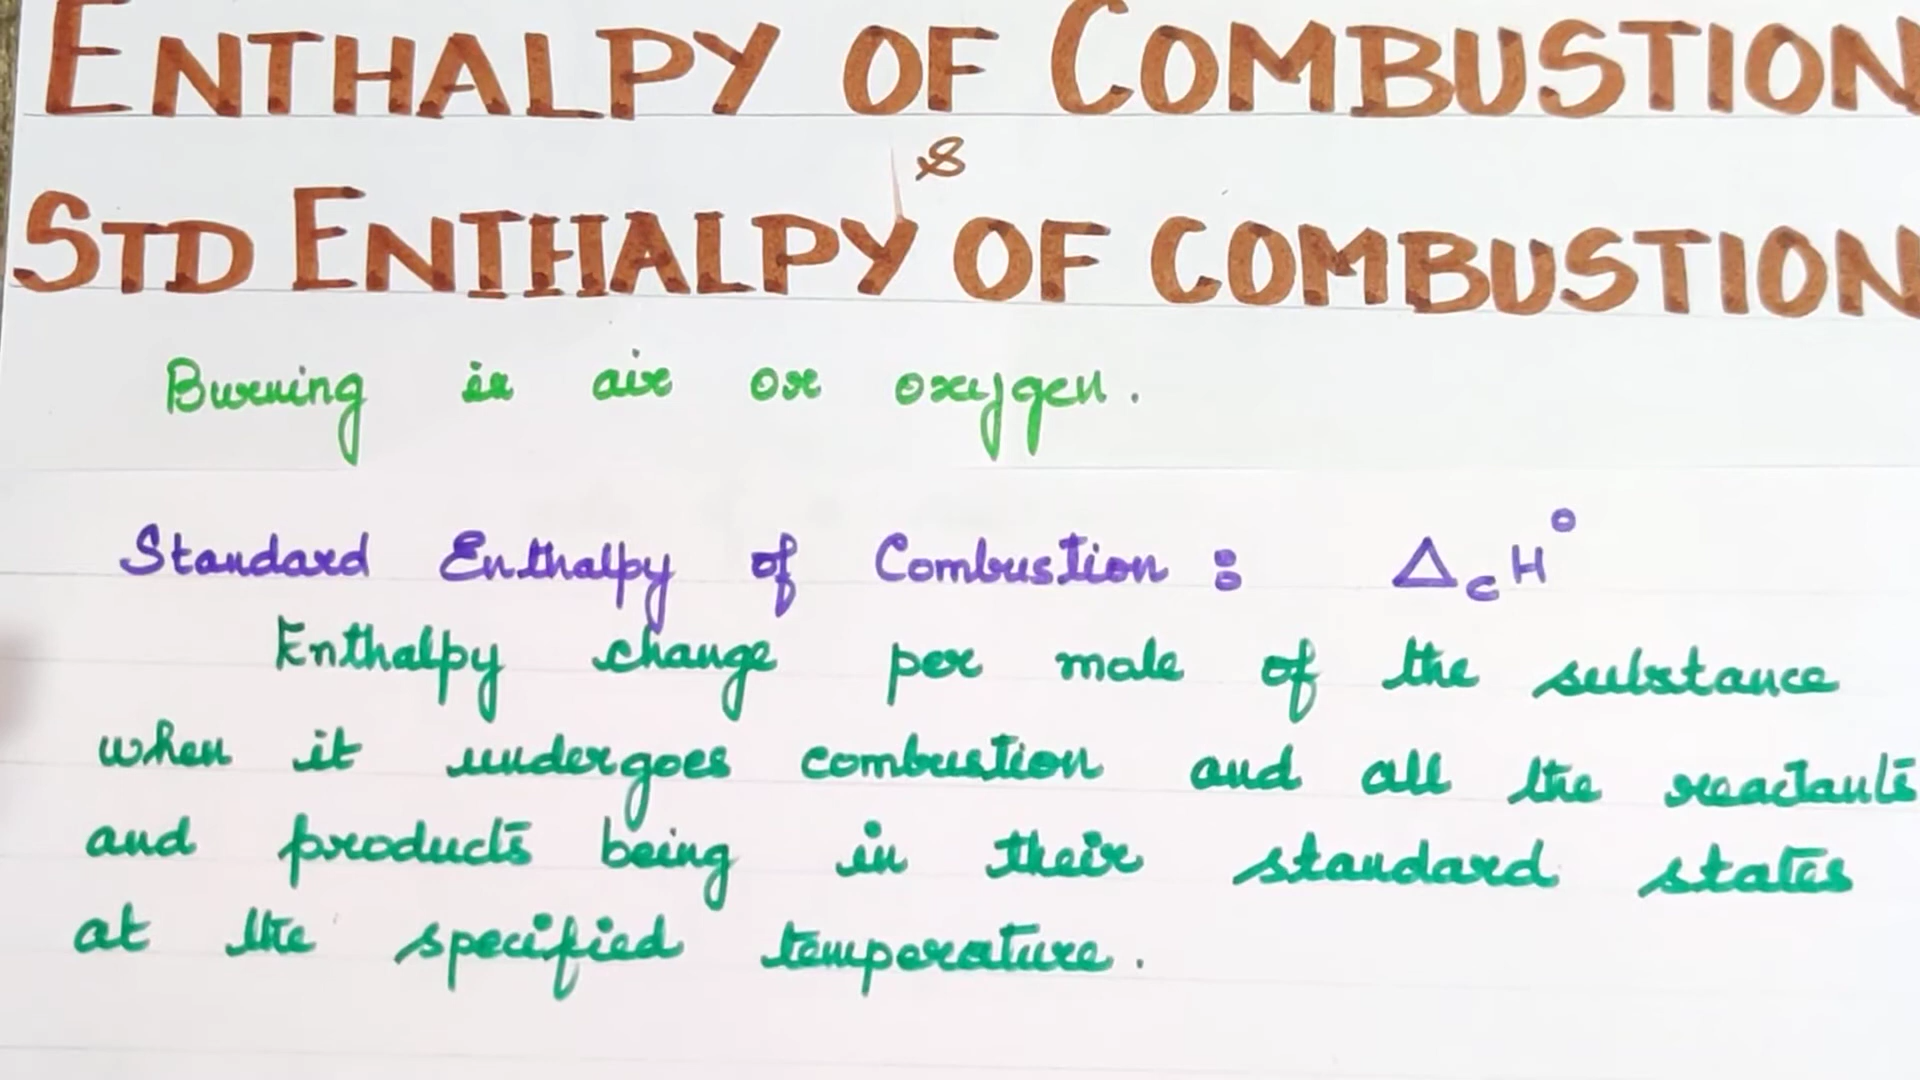 ENTHALPY OF COMBUSTION
&
STD ENTHALPY OF COMBUSTION
Burning in air or oxygen.
Standard Enthalpy of Combustion : ΔcH°
Enthalpy change per mole of the substance
when it undergoes combustion and all the reactants
and products being in their standard states
at the specified temperature.